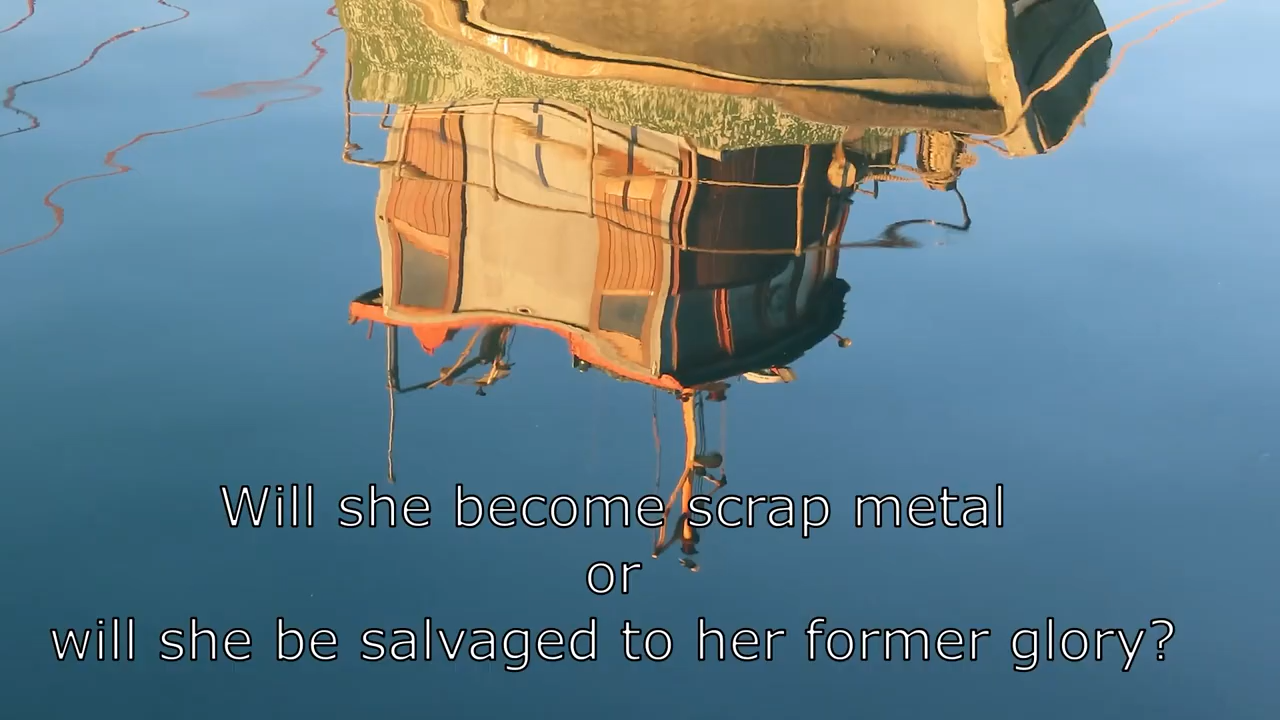 Will she become scrap metal
or
will she be salvaged to her former glory?